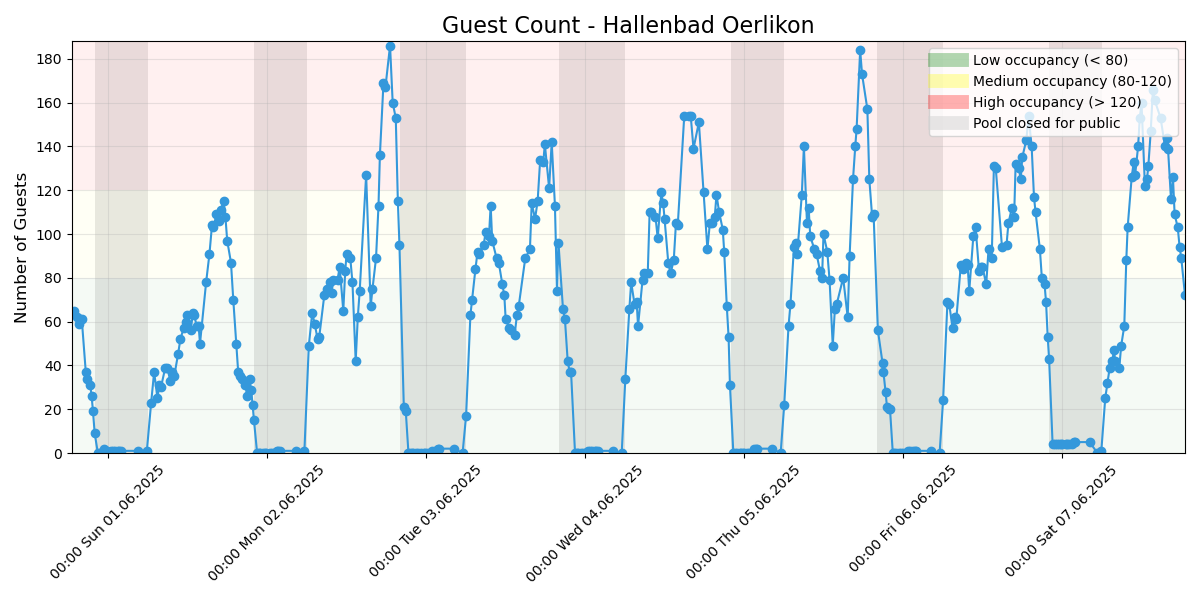 Guest Count - Hallenbad Oerlikon
Number of Guests
180
160
140
120
100
80
60
40
20
0
Low occupancy (< 80)
Medium occupancy (80-120)
High occupancy (> 120)
Pool closed for public
00:00 Sun 01.06.2025
00:00 Mon 02.06.2025
00:00 Tue 03.06.2025
00:00 Wed 04.06.2025
00:00 Thu 05.06.2025
00:00 Fri 06.06.2025
00:00 Sat 07.06.2025